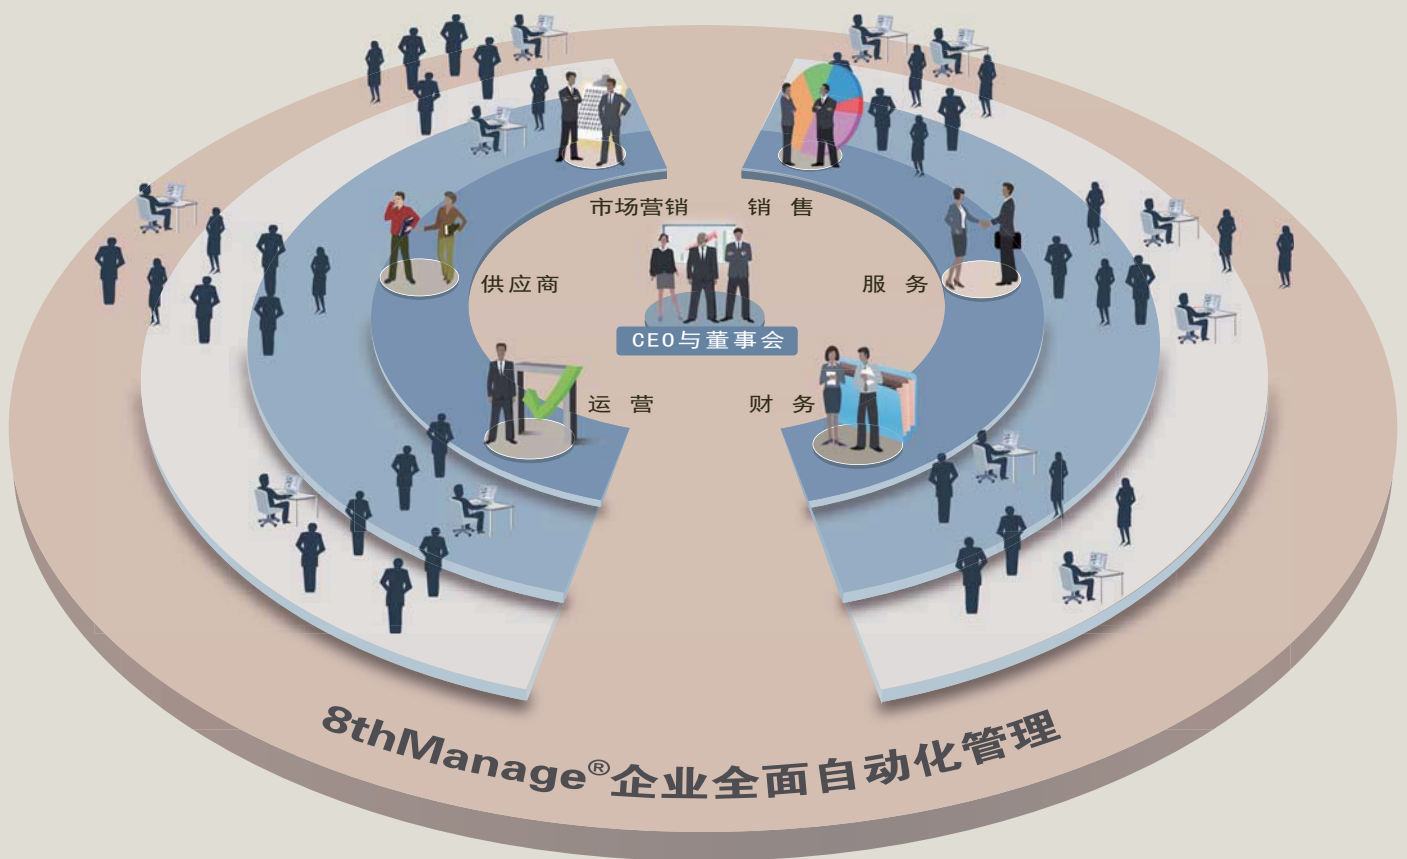 市场营销
销 售
供应商
服 务
CEO与董事会
运 营
财 务
8thManage®企业全面自动化管理